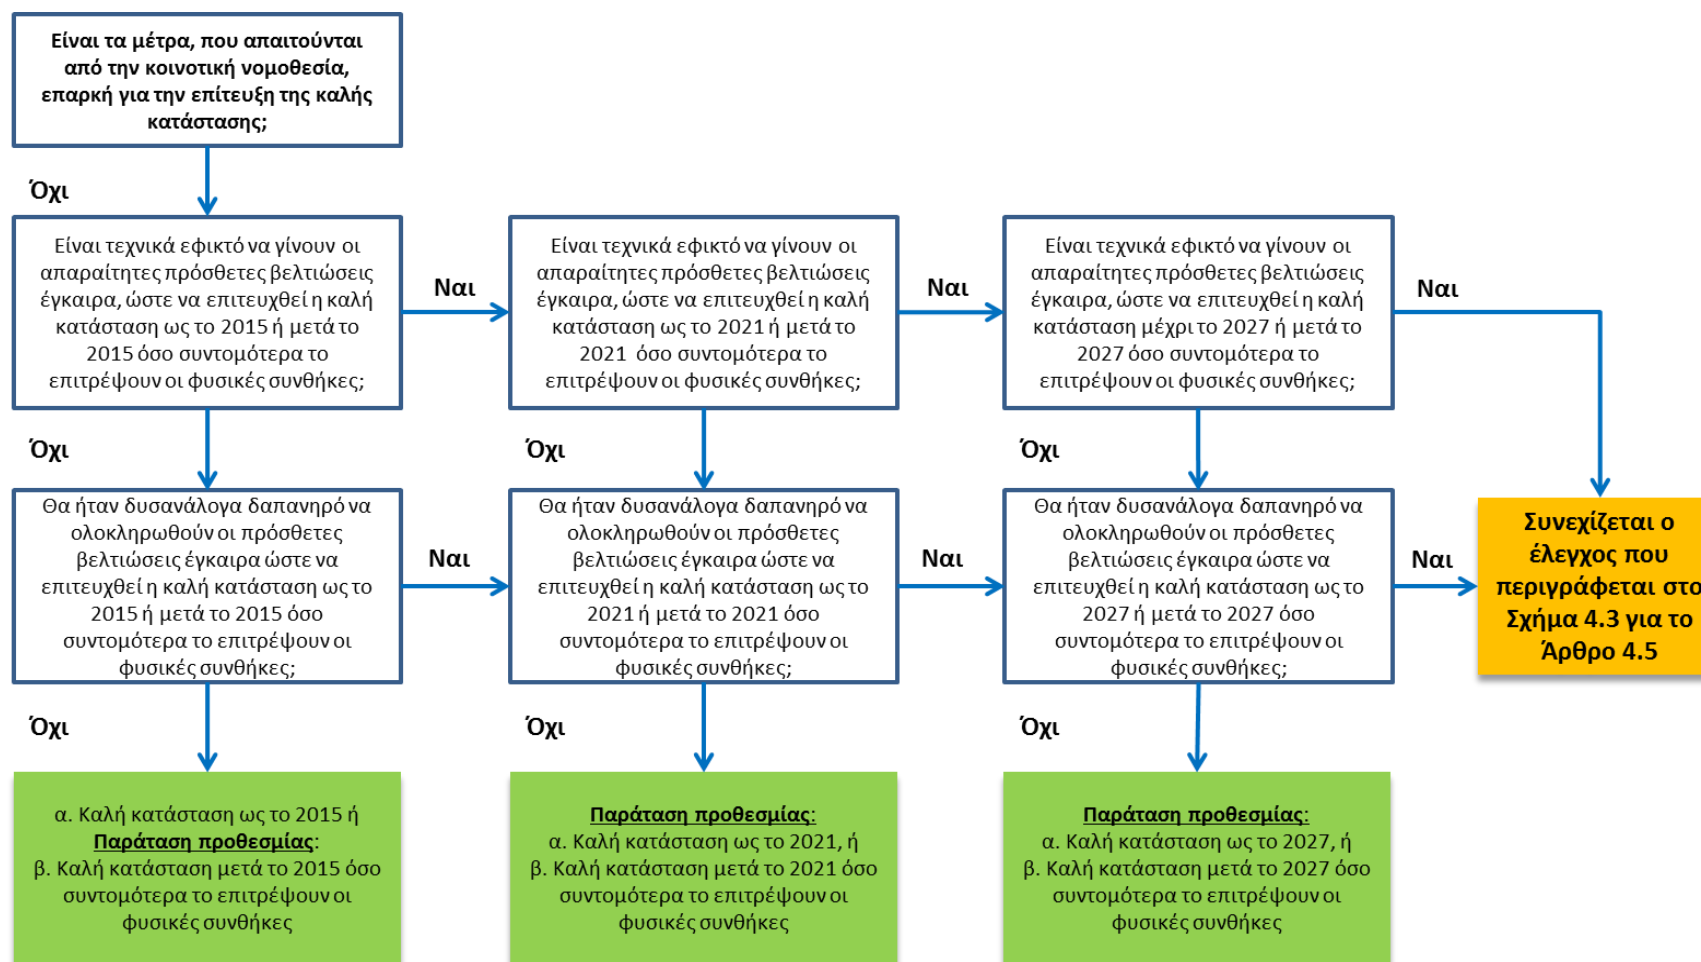 Είναι τα μέτρα, που απαιτούνται
από την κοινοτική νομοθεσία,
επαρκή για την επίτευξη της καλής
κατάστασης;
Όχι
Είναι τεχνικά εφικτό να γίνουν οι
απαραίτητες πρόσθετες βελτιώσεις
έγκαιρα, ώστε να επιτευχθεί η καλή
κατάσταση ως το 2015 ή μετά το
2015 όσο συντομότερα το
επιτρέψουν οι φυσικές συνθήκες;
Ναι
Είναι τεχνικά εφικτό να γίνουν οι
απαραίτητες πρόσθετες βελτιώσεις
έγκαιρα, ώστε να επιτευχθεί η καλή
κατάσταση ως το 2021 ή μετά το
2021 όσο συντομότερα το
επιτρέψουν οι φυσικές συνθήκες;
Ναι
Είναι τεχνικά εφικτό να γίνουν οι
απαραίτητες πρόσθετες βελτιώσεις
έγκαιρα, ώστε να επιτευχθεί η καλή
κατάσταση μέχρι το 2027 ή μετά το
2027 όσο συντομότερα το
επιτρέψουν οι φυσικές συνθήκες;
Ναι
Όχι
Όχι
Όχι
Θα ήταν δυσανάλογα δαπανηρό να
ολοκληρωθούν οι πρόσθετες
βελτιώσεις έγκαιρα ώστε να
επιτευχθεί η καλή κατάσταση ως το
2015 ή μετά το 2015 όσο
συντομότερα το επιτρέψουν οι
φυσικές συνθήκες;
Ναι
Θα ήταν δυσανάλογα δαπανηρό να
ολοκληρωθούν οι πρόσθετες
βελτιώσεις έγκαιρα ώστε να
επιτευχθεί η καλή κατάσταση ως το
2021 ή μετά το 2021 όσο
συντομότερα το επιτρέψουν οι
φυσικές συνθήκες;
Ναι
Θα ήταν δυσανάλογα δαπανηρό να
ολοκληρωθούν οι πρόσθετες
βελτιώσεις έγκαιρα ώστε να
επιτευχθεί η καλή κατάσταση ως το
2027 ή μετά το 2027 όσο
συντομότερα το επιτρέψουν οι
φυσικές συνθήκες;
Ναι
Συνεχίζεται ο
έλεγχος που
περιγράφεται στο
Σχήμα 4.3 για το
Άρθρο 4.5
Όχι
Όχι
Όχι
α. Καλή κατάσταση ως το 2015 ή
Παράταση προθεσμίας:
β. Καλή κατάσταση μετά το 2015 όσο
συντομότερα το επιτρέψουν οι
φυσικές συνθήκες
Παράταση προθεσμίας:
α. Καλή κατάσταση ως το 2021, ή
β. Καλή κατάσταση μετά το 2021 όσο
συντομότερα το επιτρέψουν οι
φυσικές συνθήκες
Παράταση προθεσμίας:
α. Καλή κατάσταση ως το 2027, ή
β. Καλή κατάσταση μετά το 2027 όσο
συντομότερα το επιτρέψουν οι
φυσικές συνθήκες